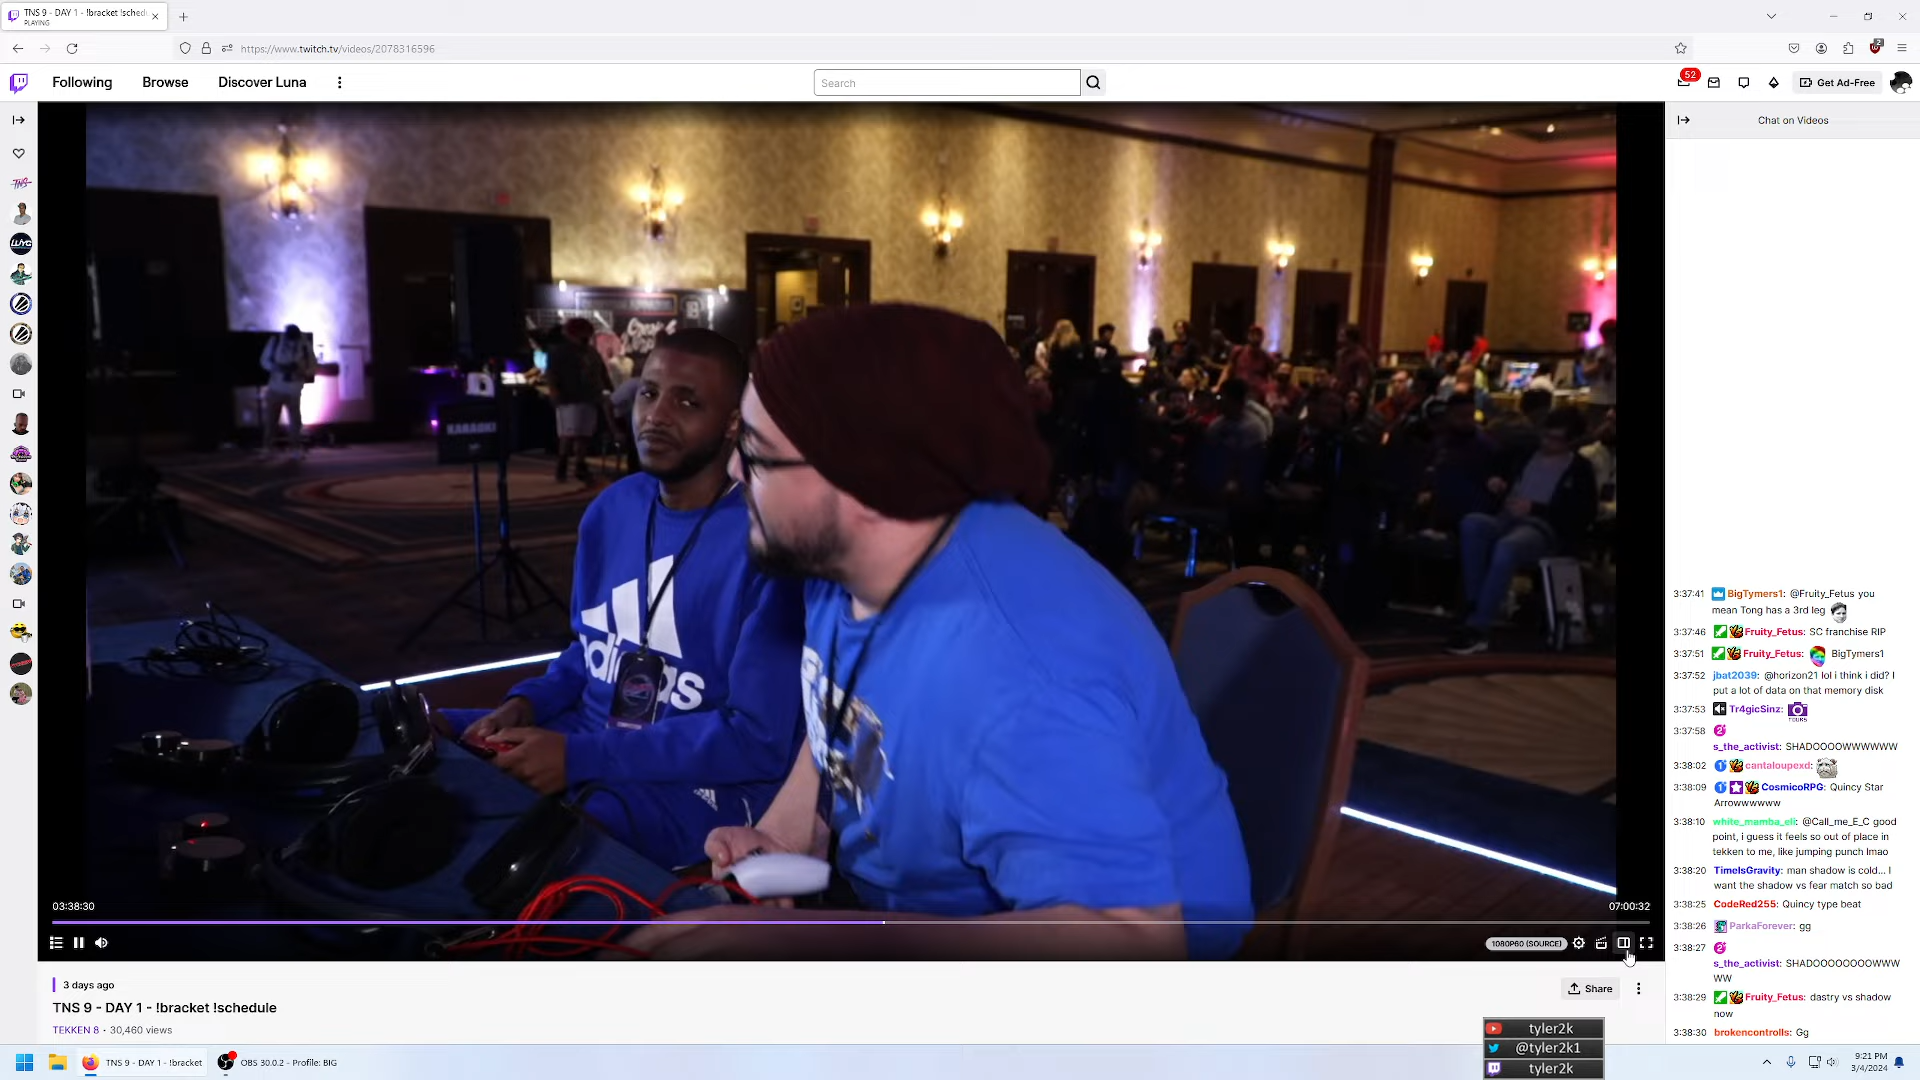 TNS 9 - DAY 1 - !bracket !schedu
PLAYING
https://www.twitch.tv/videos/2078316596
2
Following
Browse
Discover Luna
Search
52
Get Ad-Free
Chat on Videos
TNS
KARAOKE
adidas
03:38:30
07:00:32
1080P60 (SOURCE)
3 days ago
TNS 9 - DAY 1 - !bracket !schedule
TEKKEN 8 · 30,460 views
Share
3:37:41 BigTymers1: @Fruity_Fetus you
mean Tong has a 3rd leg
3:37:46 Fruity_Fetus: SC franchise RIP
3:37:51 Fruity_Fetus: BigTymers1
3:37:52 jbat2039: @horizon21 lol i think i did? I
put a lot of data on that memory disk
3:37:53 Tr4gicSinz:
3:37:58
s_the_activist: SHADOOOOWWWWWW
3:38:02 cantaloupexd:
3:38:09 CosmicoRPG: Quincy Star
Arrowwwwww
3:38:10 white_mamba_eli: @Call_me_E_C good
point, i guess it feels so out of place in
tekken to me, like jumping punch lmao
3:38:20 TimeIsGravity: man shadow is cold... I
want the shadow vs fear match so bad
3:38:25 CodeRed255: Quincy type beat
3:38:26 ParkaForever: gg
3:38:27
s_the_activist: SHADOOOOOOOOWWW
WW
3:38:29 Fruity_Fetus: dastry vs shadow
now
3:38:30 brokencontrolls: Gg
tyler2k
@tyler2k1
tyler2k
TNS 9 - DAY 1 - !bracket
OBS 30.0.2 - Profile: BIG
9:21 PM
3/4/2024